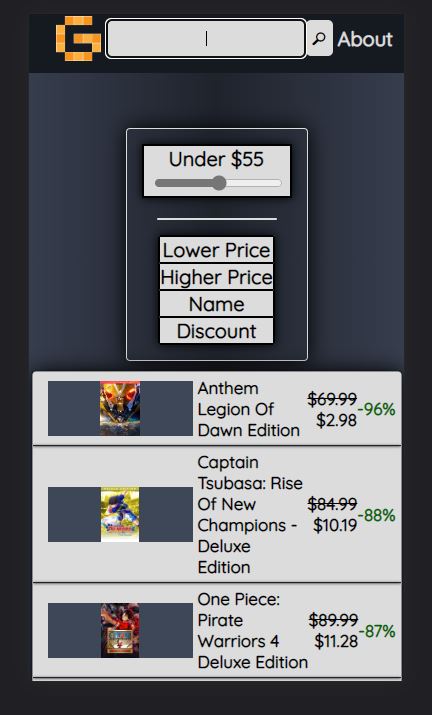 G
About
Under $55
Lower Price
Higher Price
Name
Discount
Anthem
Legion Of
Dawn Edition
$69.99
$2.98
-96%
Captain
Tsubasa: Rise
Of New
Champions -
Deluxe
Edition
$84.99
$10.19
-88%
One Piece:
Pirate
Warriors 4
Deluxe Edition
$89.99
$11.28
-87%